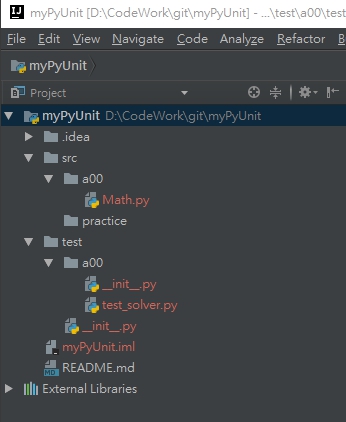 IJ myPyUnit [D:\CodeWork\git\myPyUnit] - ...\test\a00\test
File Edit View Navigate Code Analyze Refactor B
myPyUnit
Project
myPyUnit D:\CodeWork\git\myPyUnit
.idea
src
a00
Math.py
practice
test
a00
__init__.py
test_solver.py
__init__.py
myPyUnit.iml
README.md
External Libraries